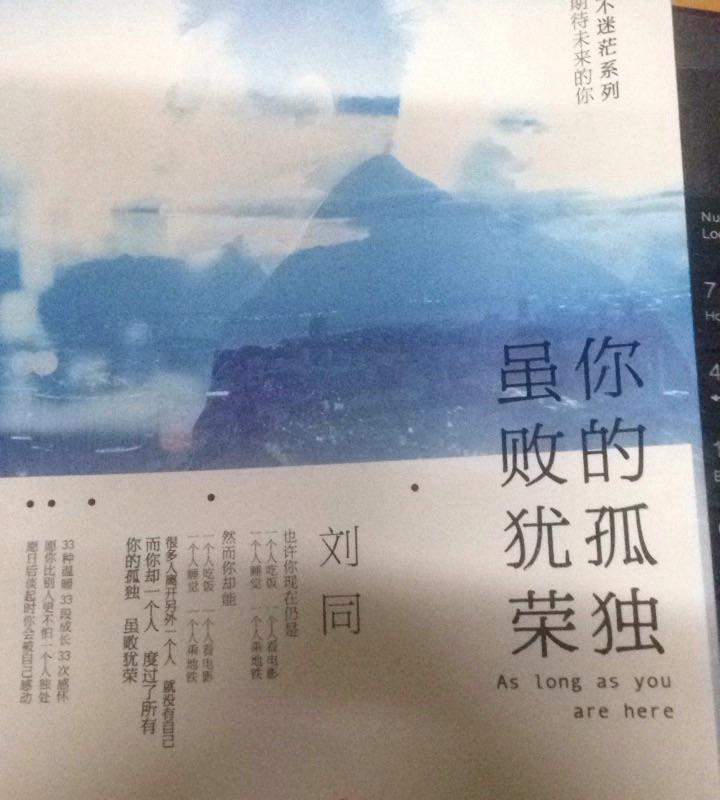 不迷茫系列
期待未来的你
你的孤独
虽败犹荣
As long as you
are here
刘同
也许你现在仍是
一个人吃饭 一个人看电影
一个人睡觉 一个人乘地铁
然而你却能
一个人吃饭 一个人看电影
一个人睡觉 一个人乘地铁
很多人离开另外一个人 就没有自己
而你却一个人 度过了所有
你的孤独 虽败犹荣
33种温暖 33段成长 33次感怀
愿你比别人更不怕一个人独处
愿日后谈起时你会被自己感动
Nu
Lo
7
Ho
4